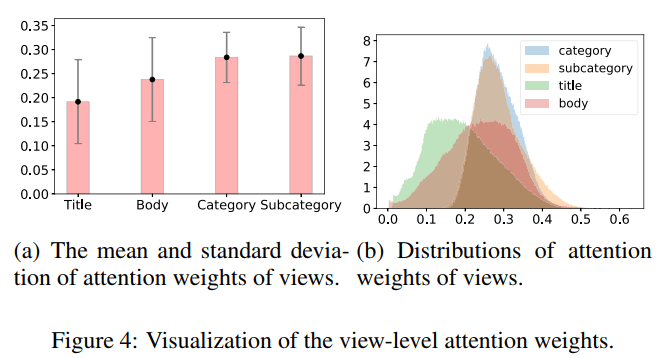 0.35
0.30
0.25
0.20
0.15
0.10
0.05
0.00
Title Body Category Subcategory
8
7
6
5
4
3
2
1
0
0.0 0.1 0.2 0.3 0.4 0.5 0.6
category
subcategory
title
body
(a) The mean and standard devia-
tion of attention weights of views.
(b) Distributions of attention
weights of views.
Figure 4: Visualization of the view-level attention weights.